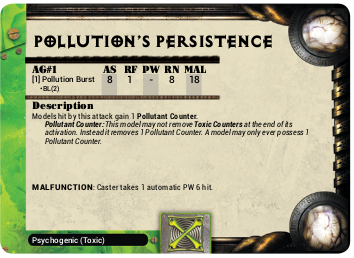 POLLUTION'S PERSISTENCE
AG#1 AS RF PW RN MAL
[1] Pollution Burst 8 1 - 8 18
•BL(2)
Description
Models hit by this attack gain 1 Pollutant Counter.
Pollutant Counter: This model may not remove Toxic Counters at the end of its
activation. Instead it removes 1 Pollutant Counter. A model may only ever possess 1
Pollutant Counter.
MALFUNCTION: Caster takes 1 automatic PW 6 hit.
Psychogenic (Toxic)